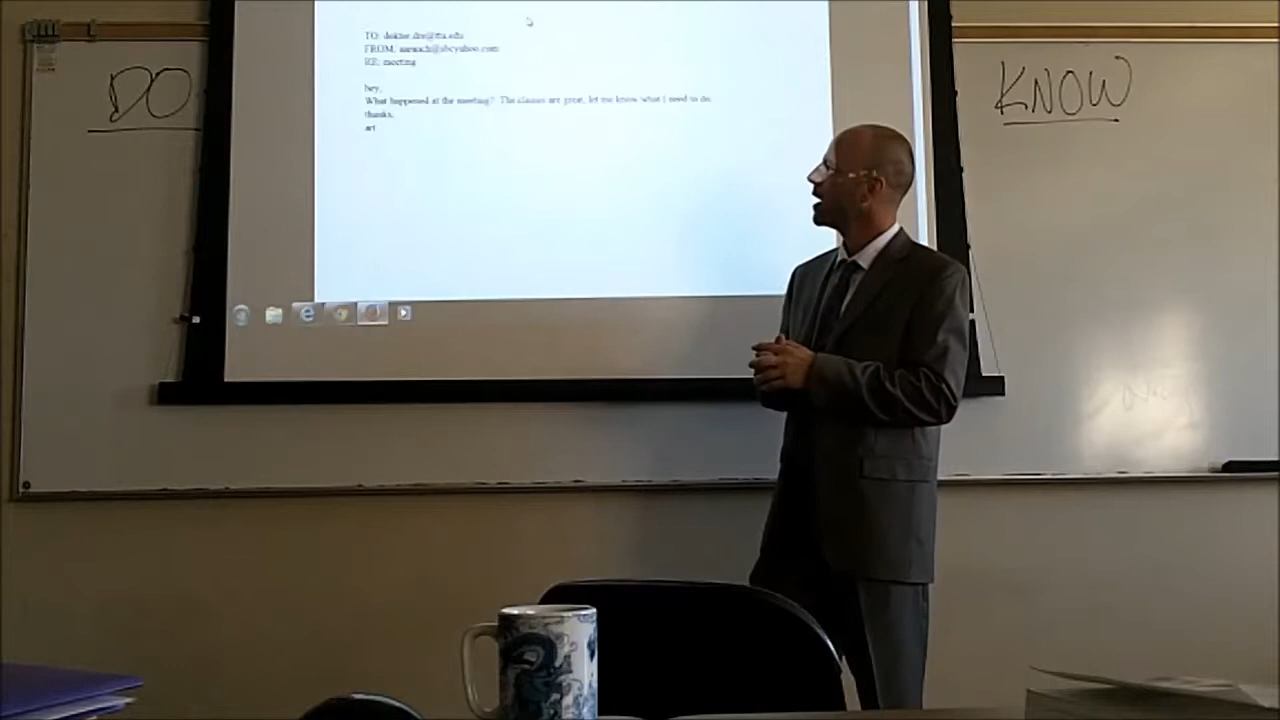 DO
KNOW
TO:
FROM:
RE: meeting
hey,
What happened at the meeting? The classes are great, let me know what I need to do.
thanks,
art